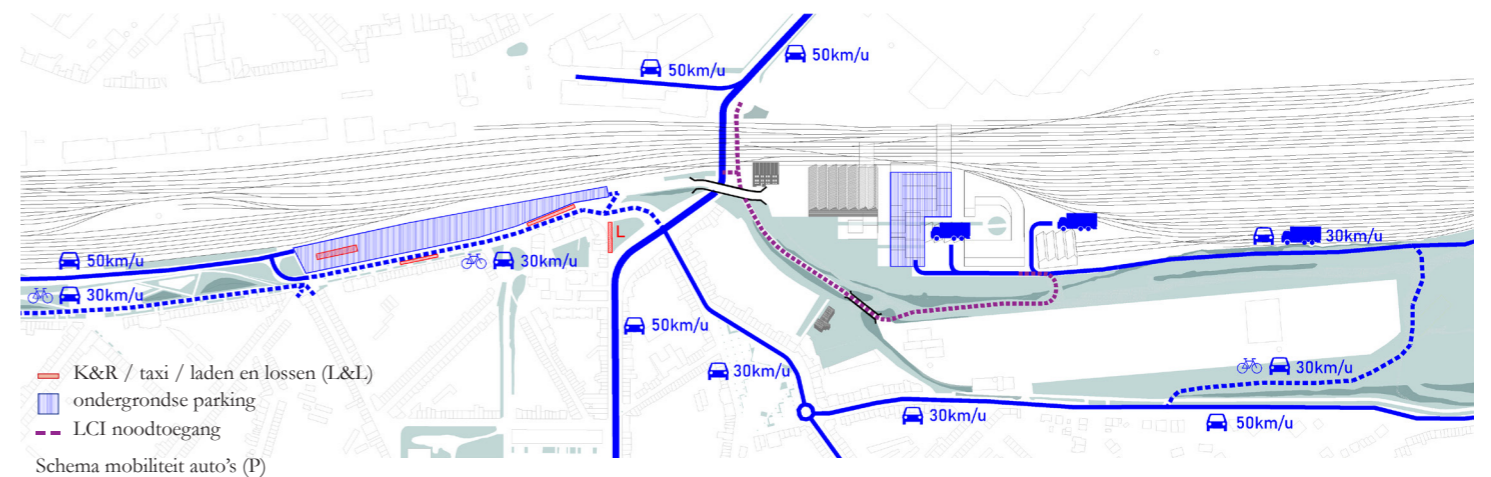 50km/u
50km/u
50km/u
30km/u
30km/u
L
30km/u
50km/u
30km/u
30km/u
30km/u
50km/u
K&R / taxi / laden en lossen (L&L)
ondergrondse parking
LCI noodtoegang
Schema mobiliteit auto's (P)